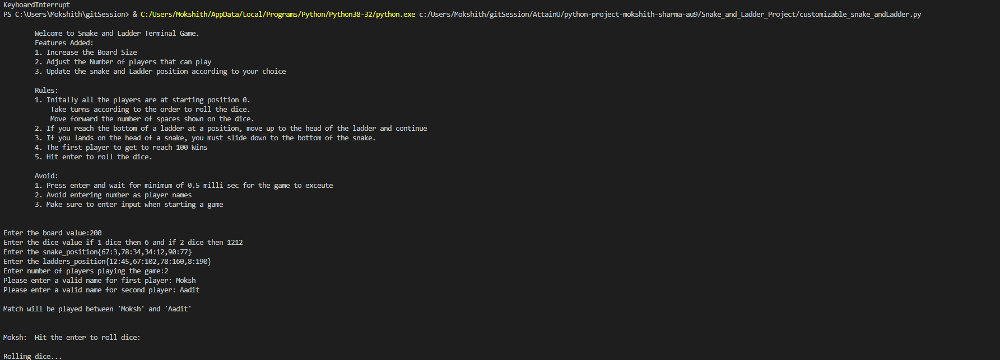 KeyboardInterrupt
PS C:\Users\Mokshith\gitSession> & C:/Users/Mokshith/AppData/Local/Programs/Python/Python38-32/python.exe c:/Users/Mokshith/gitSession/AttainU/python-project-mokshith-sharma-au9/Snake_and_Ladder_Project/customizable_snake_andLadder.py
Welcome to Snake and Ladder Terminal Game.
Features Added:
1. Increase the Board Size
2. Adjust the Number of players that can play
3. Update the snake and Ladder position according to your choice
Rules:
1. Initally all the players are at starting position 0.
Take turns according to the order to roll the dice.
Move forward the number of spaces shown on the dice.
2. If you reach the bottom of a ladder at a position, move up to the head of the ladder and continue
3. If you lands on the head of a snake, you must slide down to the bottom of the snake.
4. The first player to get to reach 100 Wins
5. Hit enter to roll the dice.
Avoid:
1. Press enter and wait for minimum of 0.5 milli sec for the game to exceute
2. Avoid entering number as player names
3. Make sure to enter input when starting a game
Enter the board value:200
Enter the dice value if 1 dice then 6 and if 2 dice then 1212
Enter the snake_position{67:3,78:34,34:12,90:77}
Enter the ladders_position{12:45,67:102,78:160,8:190}
Enter number of players playing the game:2
Please enter a valid name for first player: Moksh
Please enter a valid name for second player: Aadit
Match will be played between 'Moksh' and 'Aadit'
Moksh:  Hit the enter to roll dice:
Rolling dice...